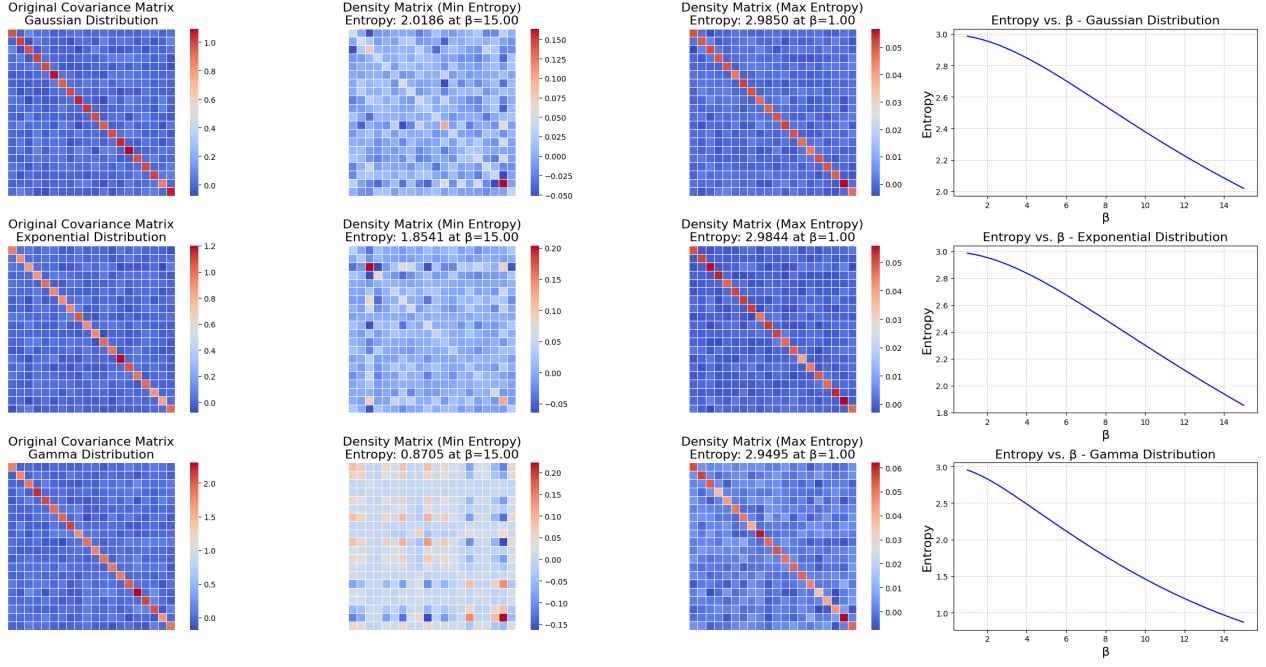 Original Covariance Matrix
Gaussian Distribution
1.0
0.8
0.6
0.4
0.2
0.0
Density Matrix (Min Entropy)
Entropy: 2.0186 at β=15.00
0.150
0.125
0.100
0.075
0.050
0.025
0.000
−0.025
−0.050
Density Matrix (Max Entropy)
Entropy: 2.9850 at β=1.00
0.05
0.04
0.03
0.02
0.01
0.00
Entropy vs. β - Gaussian Distribution
Entropy
3.0
2.8
2.6
2.4
2.2
2.0
2 4 6 8 10 12 14
β
Original Covariance Matrix
Exponential Distribution
1.2
1.0
0.8
0.6
0.4
0.2
0.0
Density Matrix (Min Entropy)
Entropy: 1.8541 at β=15.00
0.20
0.15
0.10
0.05
0.00
−0.05
Density Matrix (Max Entropy)
Entropy: 2.9844 at β=1.00
0.05
0.04
0.03
0.02
0.01
0.00
Entropy vs. β - Exponential Distribution
Entropy
3.0
2.8
2.6
2.4
2.2
2.0
1.8
2 4 6 8 10 12 14
β
Original Covariance Matrix
Gamma Distribution
2.0
1.5
1.0
0.5
0.0
Density Matrix (Min Entropy)
Entropy: 0.8705 at β=15.00
0.20
0.15
0.10
0.05
0.00
−0.05
−0.10
−0.15
Density Matrix (Max Entropy)
Entropy: 2.9495 at β=1.00
0.06
0.05
0.04
0.03
0.02
0.01
0.00
Entropy vs. β - Gamma Distribution
Entropy
3.0
2.5
2.0
1.5
1.0
2 4 6 8 10 12 14
β